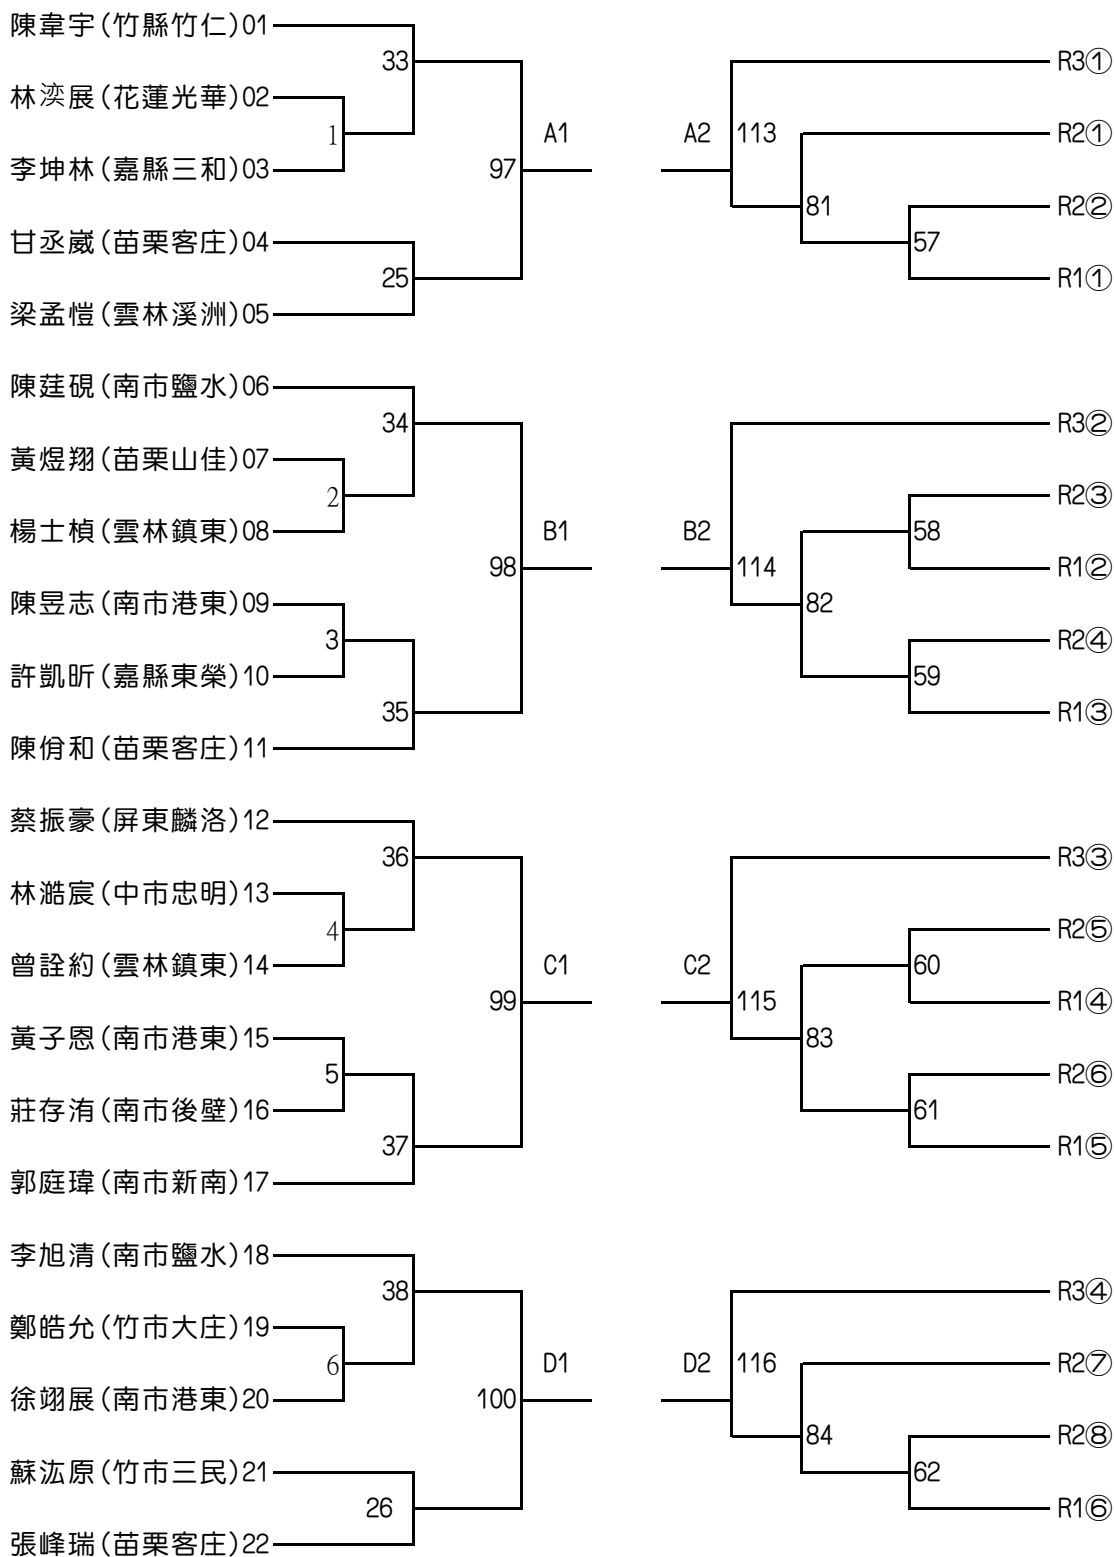 陳韋宇(竹縣竹仁)01
33
R3①
林湙展(花蓮光華)02
1
A1
A2
113
R2①
李坤林(嘉縣三和)03
97
81
R2②
甘丞崴(苗栗客庄)04
57
25
R1①
梁孟愷(雲林溪洲)05
陳莛硯(南市鹽水)06
34
R3②
黃煜翔(苗栗山佳)07
2
R2③
楊士楨(雲林鎮東)08
B1
B2
58
98
114
R1②
陳昱志(南市港東)09
82
3
R2④
許凱昕(嘉縣東榮)10
59
35
R1③
陳佾和(苗栗客庄)11
蔡振豪(屏東麟洛)12
36
R3③
林澔宸(中市忠明)13
4
R2⑤
曾詮約(雲林鎮東)14
C1
C2
60
99
115
R1④
黃子恩(南市港東)15
83
5
R2⑥
莊存洧(南市後壁)16
61
37
R1⑤
郭庭瑋(南市新南)17
李旭清(南市鹽水)18
38
R3④
鄭皓允(竹市大庄)19
6
D1
D2
116
R2⑦
徐翊展(南市港東)20
100
84
R2⑧
蘇汯原(竹市三民)21
62
26
R1⑥
張峰瑞(苗栗客庄)22